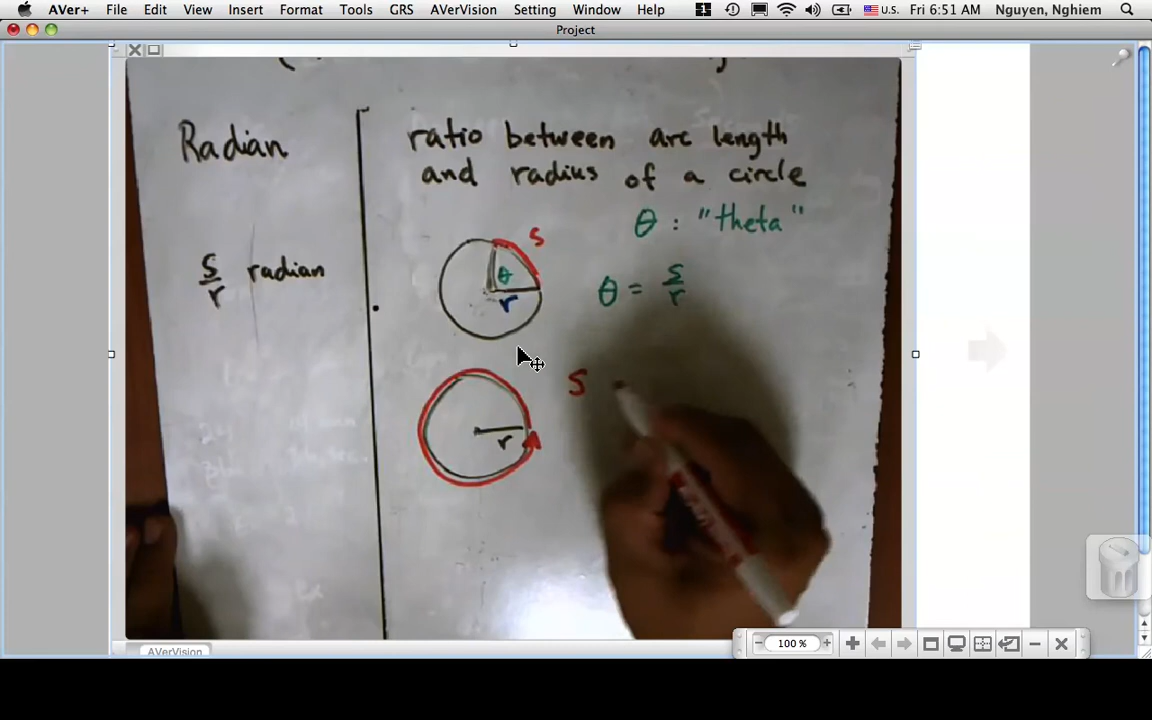 AVer+ File Edit View Insert Format Tools GRS AVerVision Setting Window Help U.S. Fri 6:51 AM Nguyen, Nghiem
Project
Radian
ratio between arc length
and radius of a circle
θ : "theta"
s
θ
r
θ = s/r
s/r radian
r
S
AVerVision
100 %